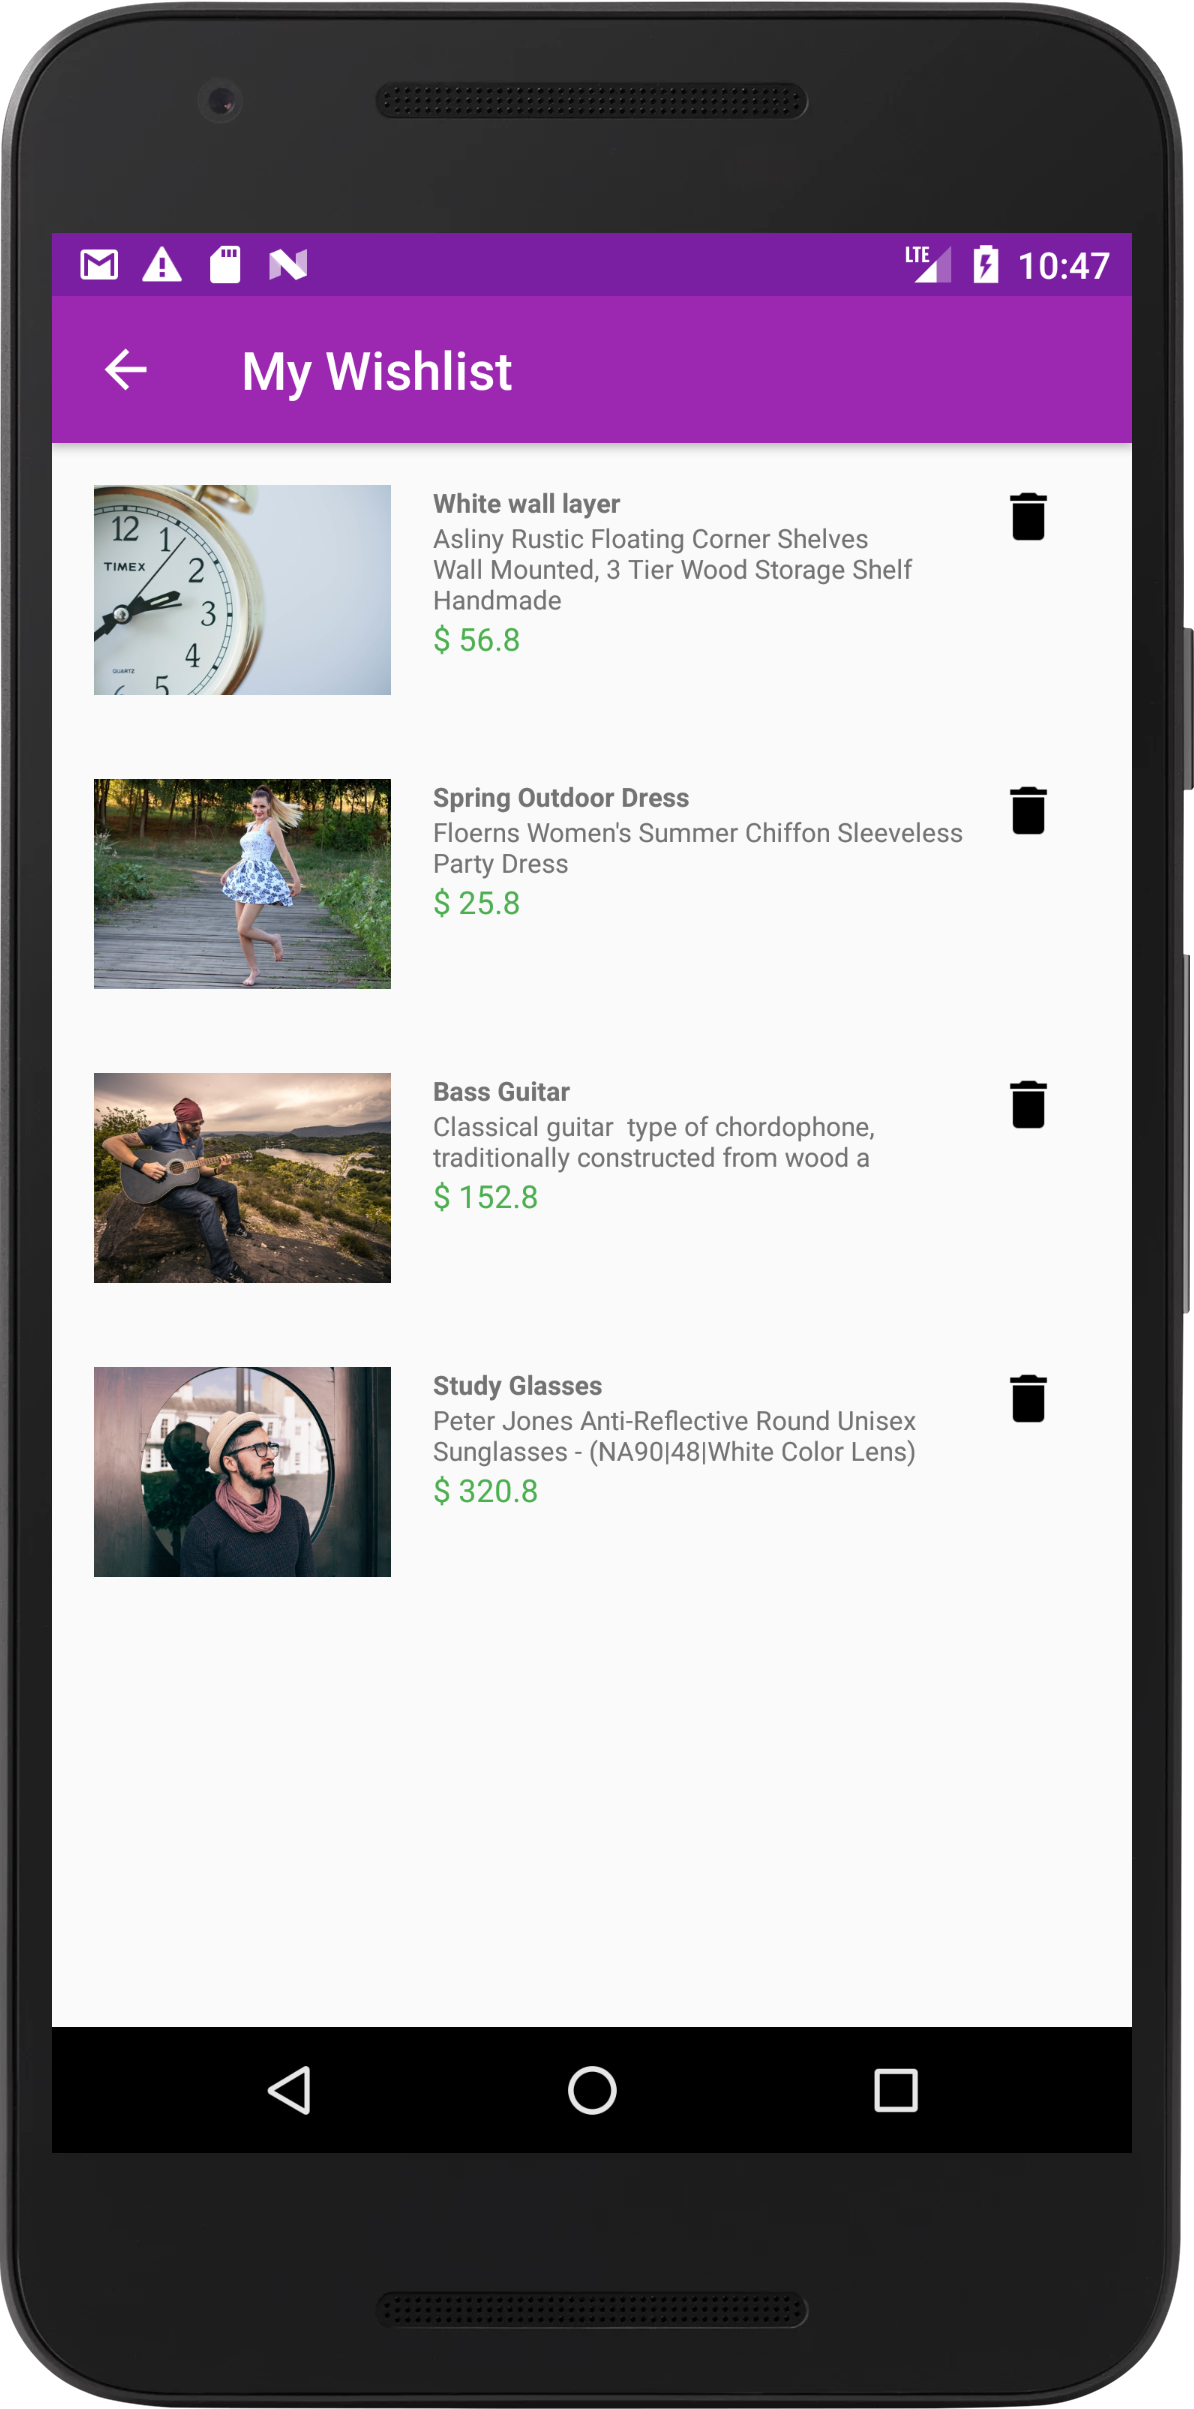 LTE 10:47
My Wishlist
12
1
TIMEX
2
3
4
QUARTZ
5
White wall layer
Asliny Rustic Floating Corner Shelves
Wall Mounted, 3 Tier Wood Storage Shelf
Handmade
$ 56.8
Spring Outdoor Dress
Floerns Women's Summer Chiffon Sleeveless
Party Dress
$ 25.8
Bass Guitar
Classical guitar  type of chordophone,
traditionally constructed from wood a
$ 152.8
Study Glasses
Peter Jones Anti-Reflective Round Unisex
Sunglasses - (NA90|48|White Color Lens)
$ 320.8